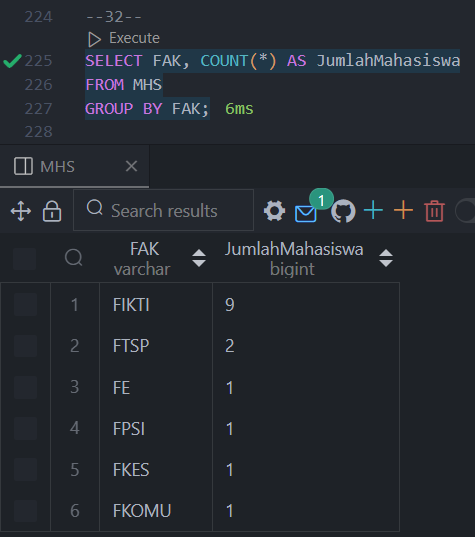 224 --32--
Execute
225 SELECT FAK, COUNT(*) AS JumlahMahasiswa
226 FROM MHS
227 GROUP BY FAK; 6ms
228
MHS
Search results 1
FAK JumlahMahasiswa
varchar bigint
1 FIKTI 9
2 FTSP 2
3 FE 1
4 FPSI 1
5 FKES 1
6 FKOMU 1